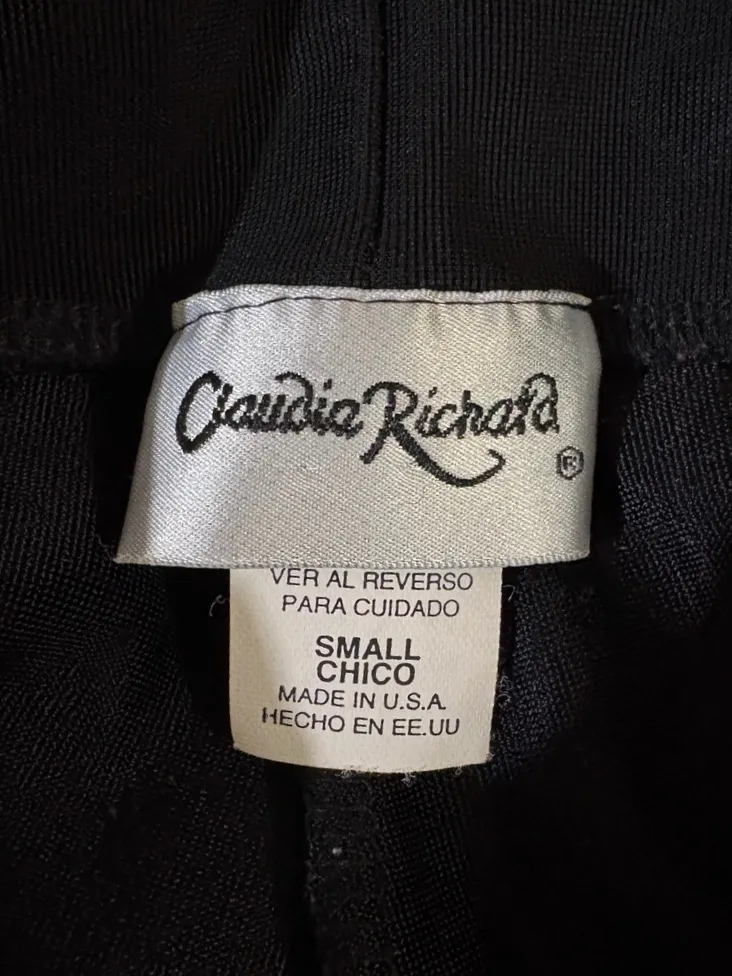 Claudia Richard
®
VER AL REVERSO
PARA CUIDADO
SMALL
CHICO
MADE IN U.S.A.
HECHO EN EE.UU